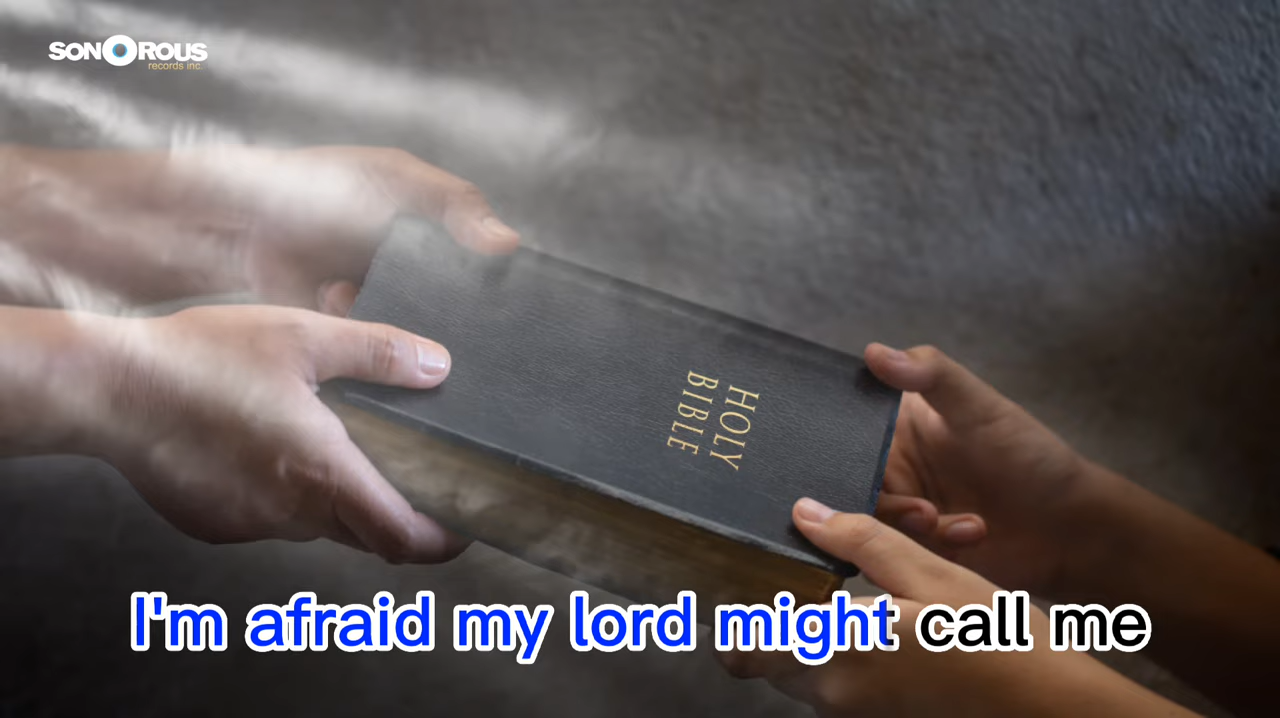 SONOROUS
records inc.
HOLY
BIBLE
I'm afraid my lord might call me